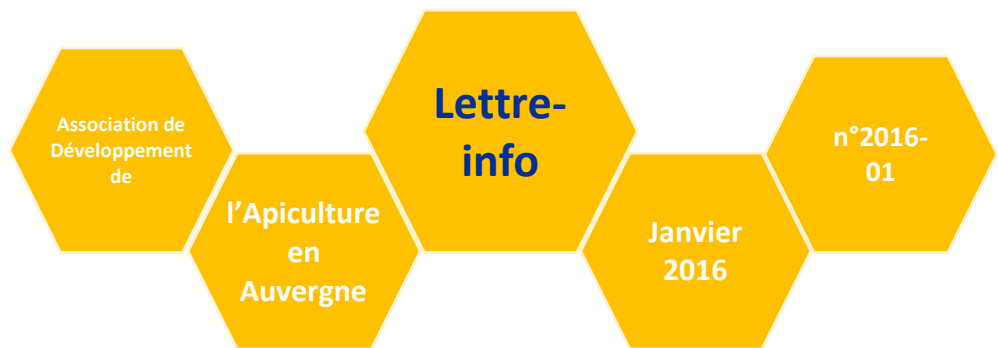 Association de
Développement
de
l’Apiculture
en
Auvergne
Lettre-
info
Janvier
2016
n°2016-
01